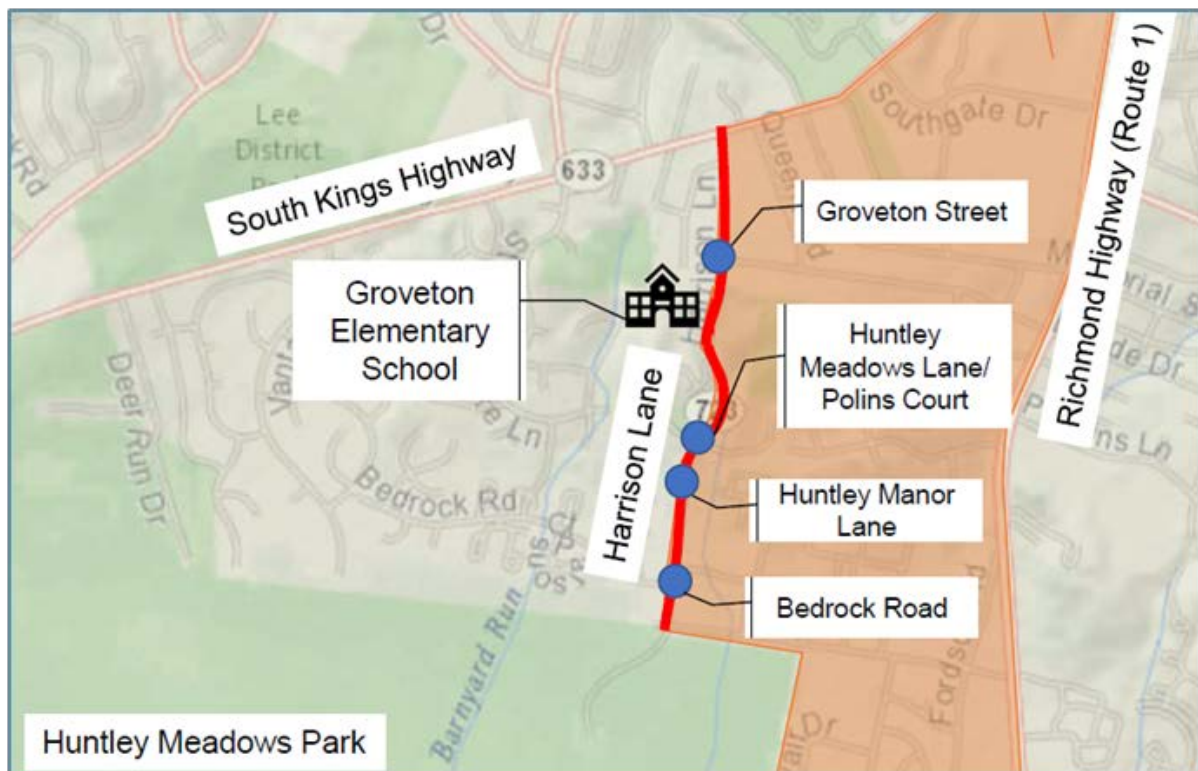 Lee
District
South Kings Highway
633
Southgate Dr
Groveton Street
Richmond Highway (Route 1)
Groveton
Elementary
School
Harrison Ln
Huntley
Meadows Lane/
Polins Court
Harrison Lane
Deer Run Dr
Bedrock Rd
Huntley Manor
Lane
Bedrock Road
Barnyard Run
Huntley Meadows Park